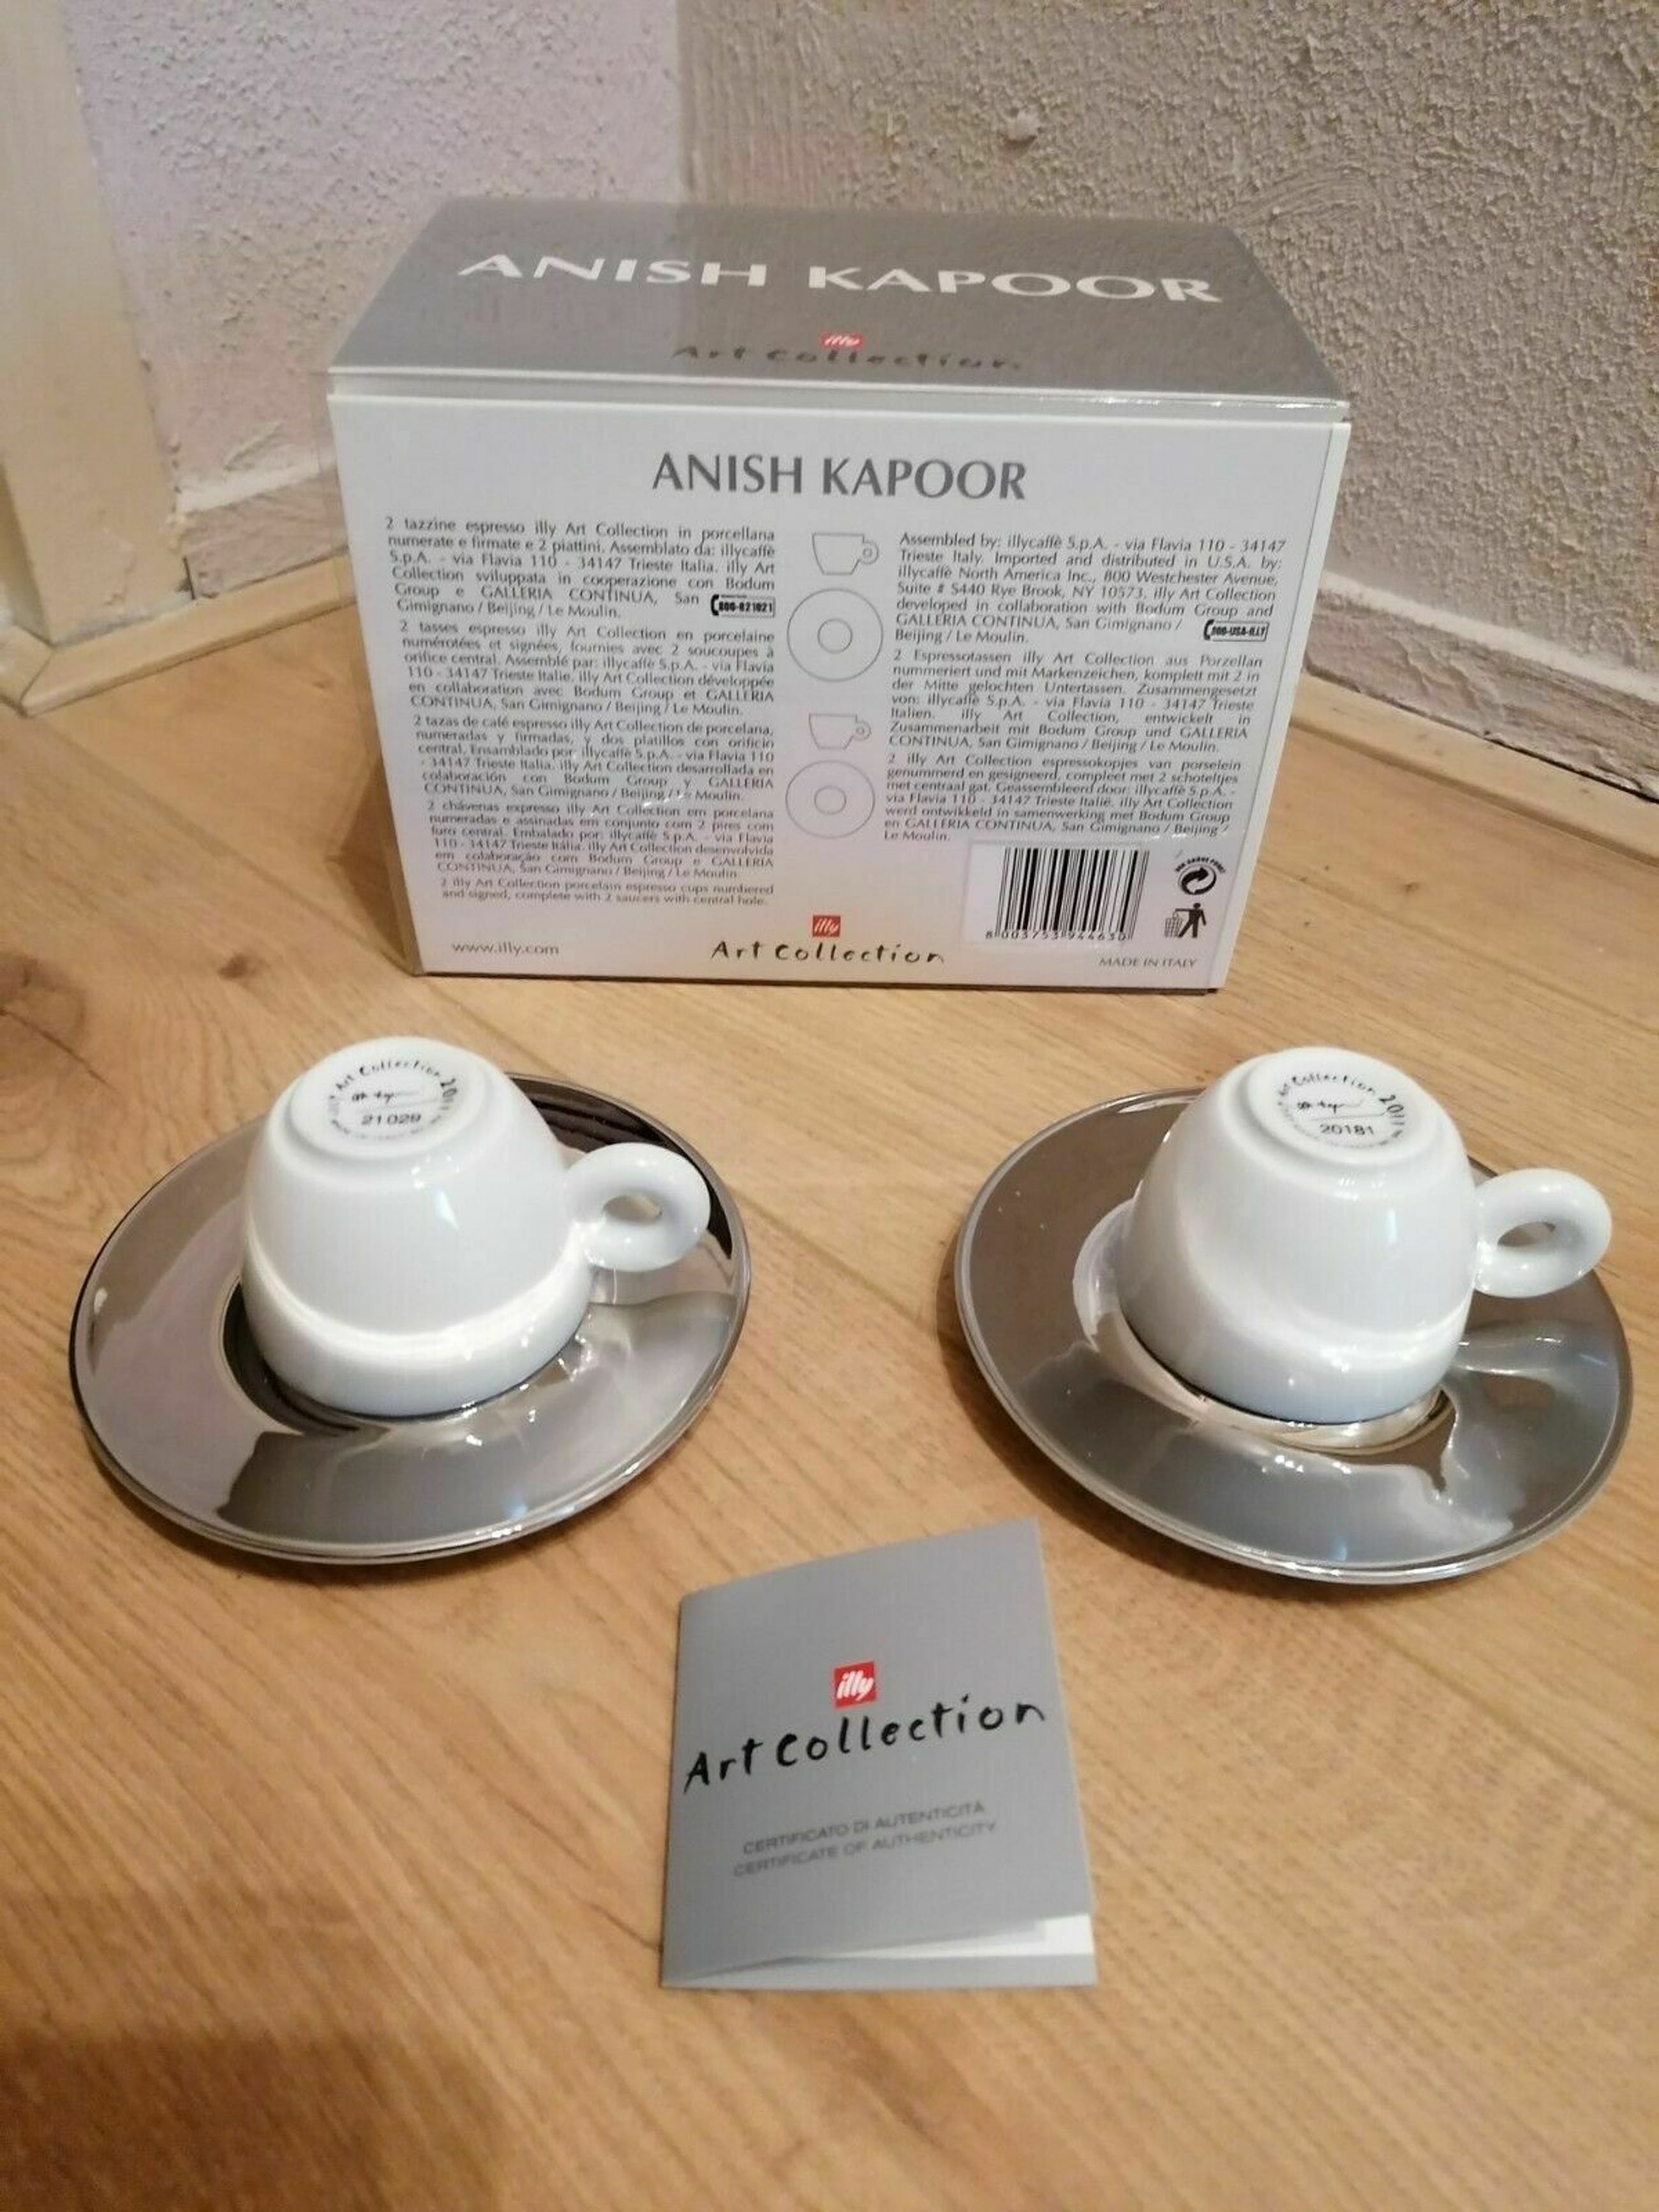 ANISH KAPOOR
illy
Art Collection
ANISH KAPOOR
2 tazzine espresso illy Art Collection in porcellana
numerate e firmate e 2 piattini. Assemblato da: illycaffè
S.p.A. - via Flavia 110 - 34147 Trieste Italia. illy Art
Collection sviluppata in cooperazione con Bodum
Group e GALLERIA CONTINUA, San
Gimignano / Beijing / Le Moulin.
800-821021
2 tasses espresso illy Art Collection en porcelaine
numérotées et signées, fournies avec 2 soucoupes à
orifice central. Assemblé par: illycaffè S.p.A. - via Flavia
110 - 34147 Trieste Italie. illy Art Collection développée
en collaboration avec Bodum Group et GALLERIA
CONTINUA, San Gimignano / Beijing / Le Moulin.
2 tazas de café espresso illy Art Collection de porcelana,
numeradas y firmadas, y dos platillos con orificio
central. Ensamblado por illycaffè S.p.A. - via Flavia 110
- 34147 Trieste Italia. illy Art Collection desarrollada en
colaboración con Bodum Group y GALLERIA
CONTINUA, San Gimignano / Beijing / Le Moulin.
2 chávenas expresso illy Art Collection em porcelana
numeradas e assinadas em conjunto com 2 pires com
furo central. Embalado por: illycaffè S.p.A. - via Flavia
110 - 34147 Trieste Itália. illy Art Collection desenvolvida
em colaboração com Bodum Group e GALLERIA
CONTINUA, San Gimignano / Beijing / Le Moulin.
2 illy Art Collection porcelain espresso cups numbered
and signed, complete with 2 saucers with central hole.
Assembled by: illycaffè S.p.A. - via Flavia 110 - 34147
Trieste Italy. Imported and distributed in U.S.A. by:
illycaffè North America Inc., 800 Westchester Avenue,
Suite # S440 Rye Brook, NY 10573. illy Art Collection
developed in collaboration with Bodum Group and
GALLERIA CONTINUA, San Gimignano /
Beijing / Le Moulin.
800-USA-ILLY
2 Espressotassen illy Art Collection aus Porzellan
nummeriert und mit Markenzeichen, komplett mit 2 in
der Mitte gelochten Untertassen. Zusammengesetzt
von: illycaffè S.p.A. - via Flavia 110 - 34147 Trieste
Italien. illy Art Collection, entwickelt in
Zusammenarbeit mit Bodum Group und GALLERIA
CONTINUA, San Gimignano / Beijing / Le Moulin.
2 illy Art Collection espressokopjes van porselein
genummerd en gesigneerd, compleet met 2 schoteltjes
met centraal gat. Geassembleerd door: illycaffè S.p.A. -
via Flavia 110 - 34147 Trieste Italië. illy Art Collection
werd ontwikkeld in samenwerking met Bodum Group
en GALLERIA CONTINUA, San Gimignano / Beijing /
Le Moulin.
8 003753 944630
www.illy.com
illy
Art Collection
MADE IN ITALY
Art Collection 2011
21029
Art Collection 2011
20181
illy
Art Collection
CERTIFICATO DI AUTENTICITÀ
CERTIFICATE OF AUTHENTICITY